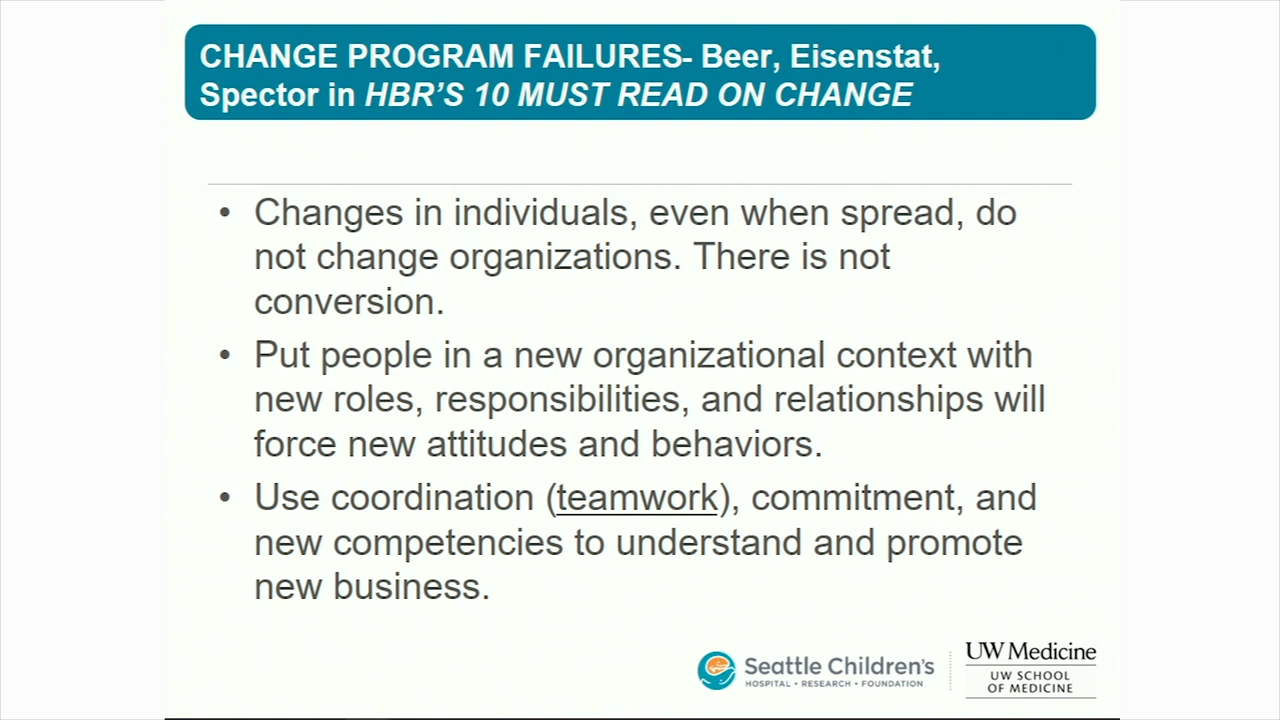 CHANGE PROGRAM FAILURES- Beer, Eisenstat,
Spector in HBR'S 10 MUST READ ON CHANGE
• Changes in individuals, even when spread, do
not change organizations. There is not
conversion.
• Put people in a new organizational context with
new roles, responsibilities, and relationships will
force new attitudes and behaviors.
• Use coordination (teamwork), commitment, and
new competencies to understand and promote
new business.
Seattle Children's
HOSPITAL • RESEARCH • FOUNDATION
UW Medicine
UW SCHOOL
OF MEDICINE